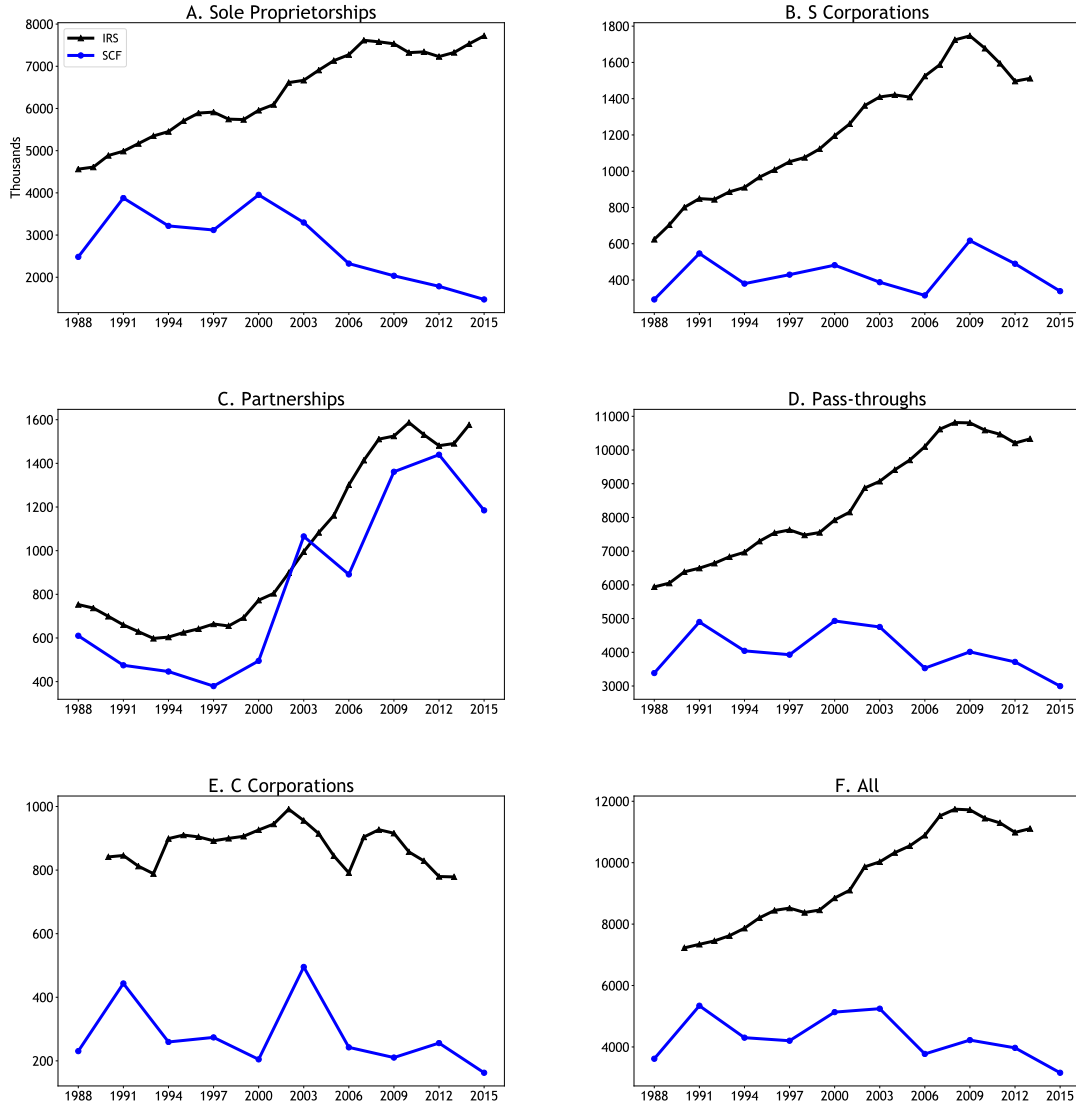 A. Sole Proprietorships
B. S Corporations
8000
7000
6000
5000
4000
3000
2000
Thousands
IRS
SCF
1988 1991 1994 1997 2000 2003 2006 2009 2012 2015
1800
1600
1400
1200
1000
800
600
400
1988 1991 1994 1997 2000 2003 2006 2009 2012 2015
C. Partnerships
D. Pass-throughs
1600
1400
1200
1000
800
600
400
1988 1991 1994 1997 2000 2003 2006 2009 2012 2015
11000
10000
9000
8000
7000
6000
5000
4000
3000
1988 1991 1994 1997 2000 2003 2006 2009 2012 2015
E. C Corporations
F. All
1000
800
600
400
200
1988 1991 1994 1997 2000 2003 2006 2009 2012 2015
12000
10000
8000
6000
4000
1988 1991 1994 1997 2000 2003 2006 2009 2012 2015